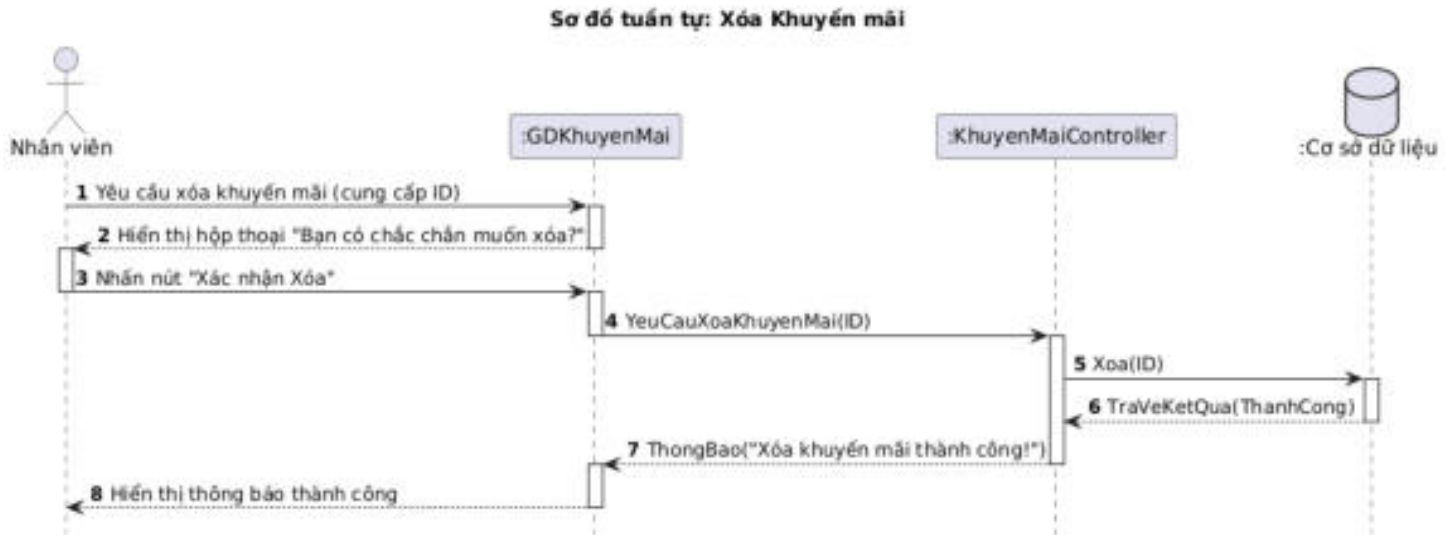 Sơ đồ tuần tự: Xóa Khuyến mãi
Nhân viên
:GDKhuyenMai
:KhuyenMaiController
:Cơ sở dữ liệu
1 Yêu cầu xóa khuyến mãi (cung cấp ID)
2 Hiển thị hộp thoại "Bạn có chắc chắn muốn xóa?"
3 Nhấn nút "Xác nhận Xóa"
4 YeuCauXoaKhuyenMai(ID)
5 Xoa(ID)
6 TraVeKetQua(ThanhCong)
7 ThongBao("Xóa khuyến mãi thành công!")
8 Hiển thị thông báo thành công